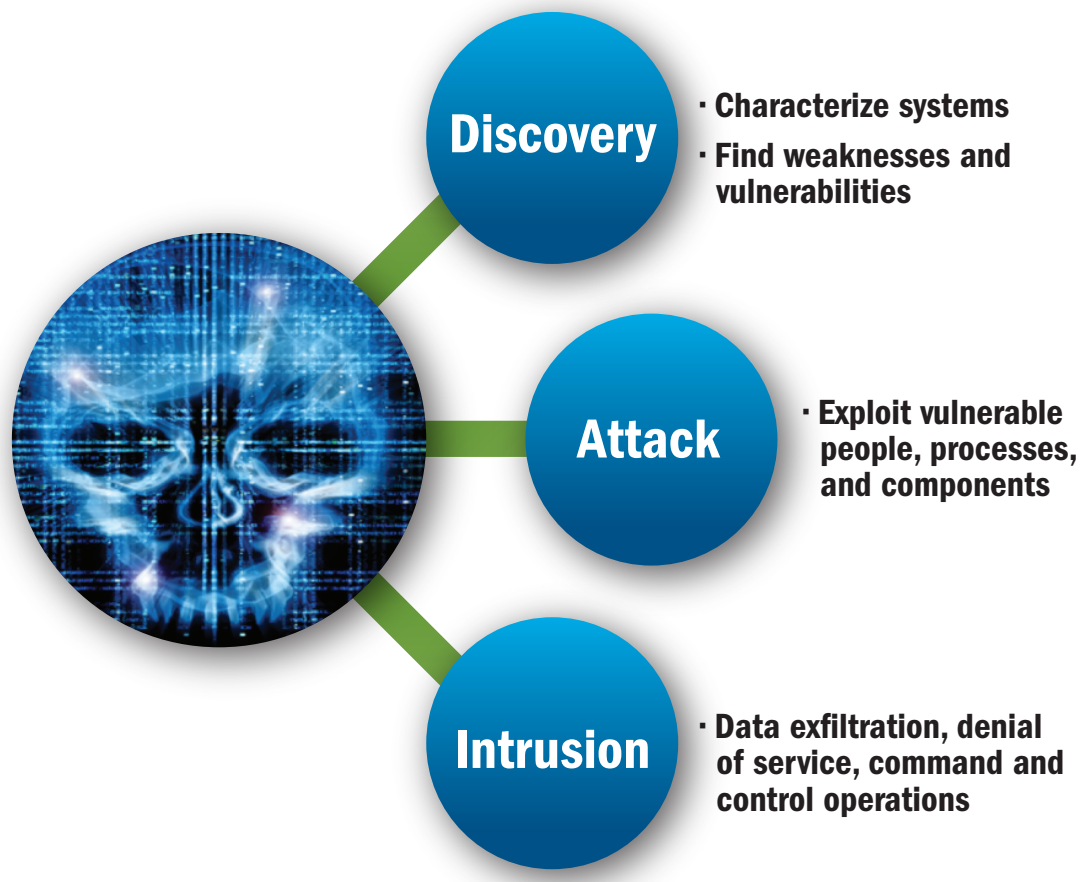 Discovery
· Characterize systems
· Find weaknesses and
vulnerabilities
Attack
· Exploit vulnerable
people, processes,
and components
Intrusion
· Data exfiltration, denial
of service, command and
control operations